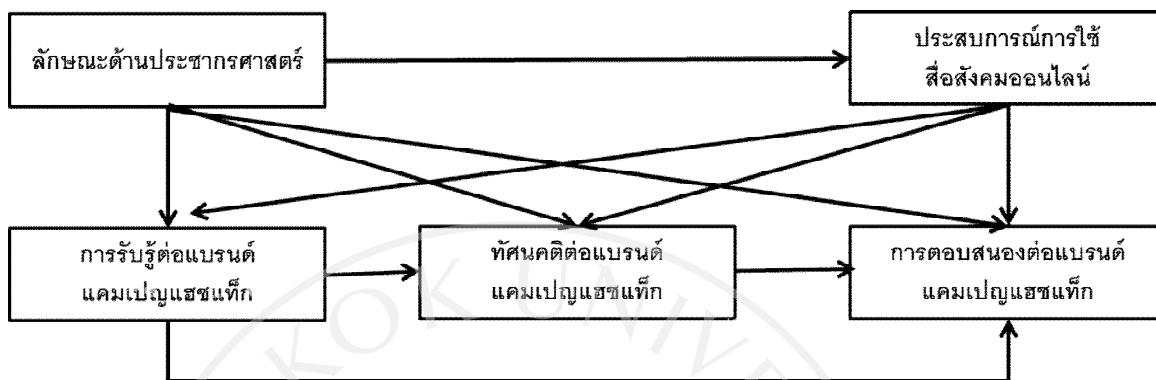 ลักษณะด้านประชากรศาสตร์
ประสบการณ์การใช้
สื่อสังคมออนไลน์
การรับรู้ต่อแบรนด์
แคมเปญแฮชแท็ก
ทัศนคติต่อแบรนด์
แคมเปญแฮชแท็ก
การตอบสนองต่อแบรนด์
แคมเปญแฮชแท็ก
KOK UNIVE